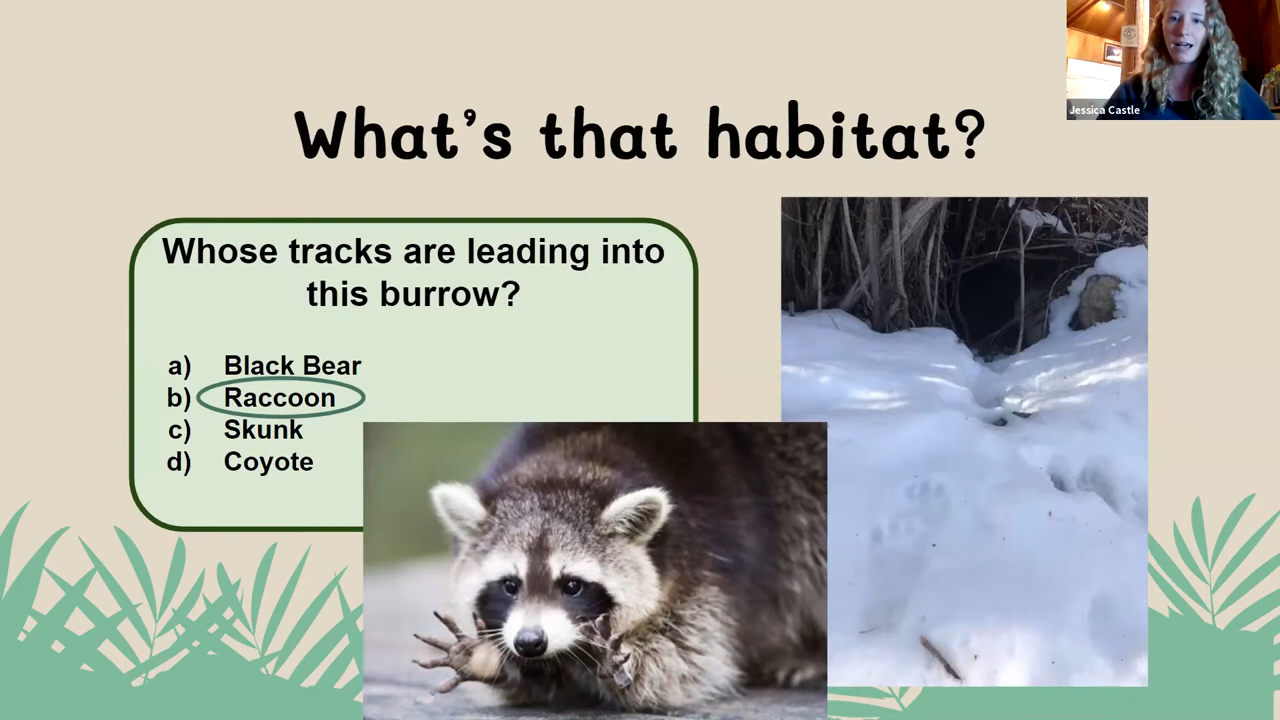 Jessica Castle
What's that habitat?
Whose tracks are leading into
this burrow?
a) Black Bear
b) Raccoon
c) Skunk
d) Coyote